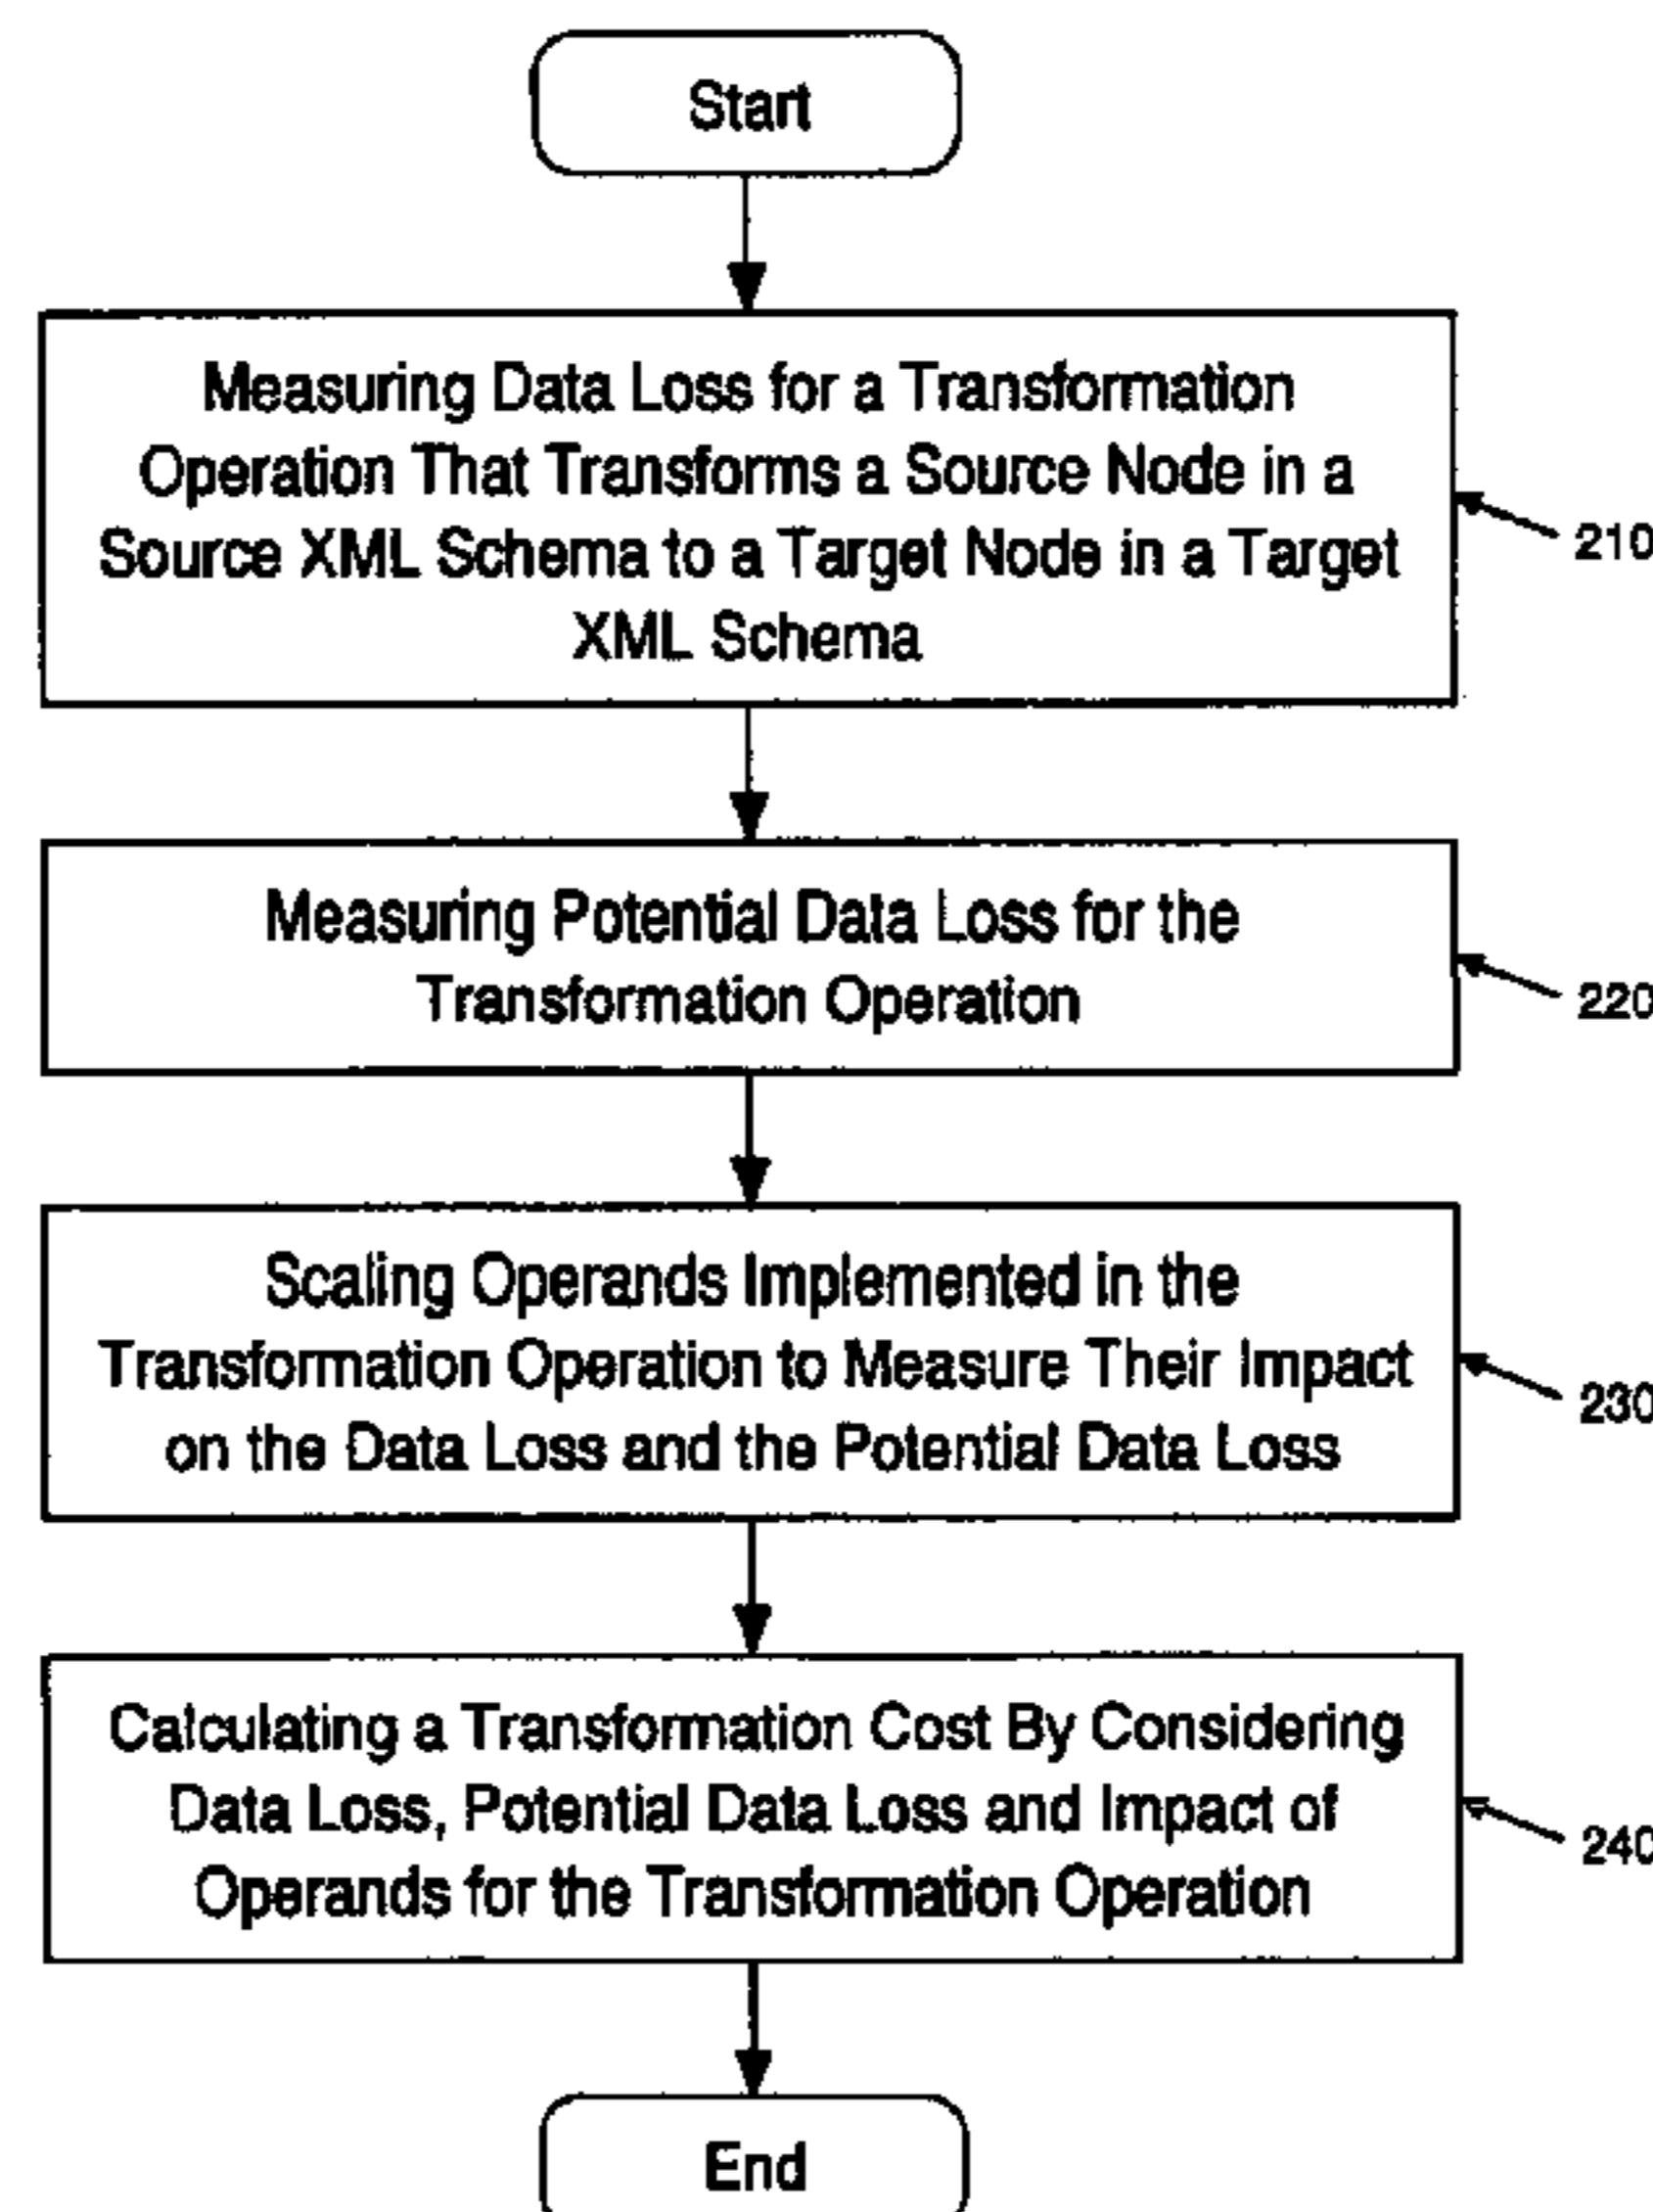 Start
Measuring Data Loss for a Transformation
Operation That Transforms a Source Node in a
Source XML Schema to a Target Node in a Target
XML Schema
210
Measuring Potential Data Loss for the
Transformation Operation
220
Scaling Operands Implemented in the
Transformation Operation to Measure Their Impact
on the Data Loss and the Potential Data Loss
230
Calculating a Transformation Cost By Considering
Data Loss, Potential Data Loss and Impact of
Operands for the Transformation Operation
240
End